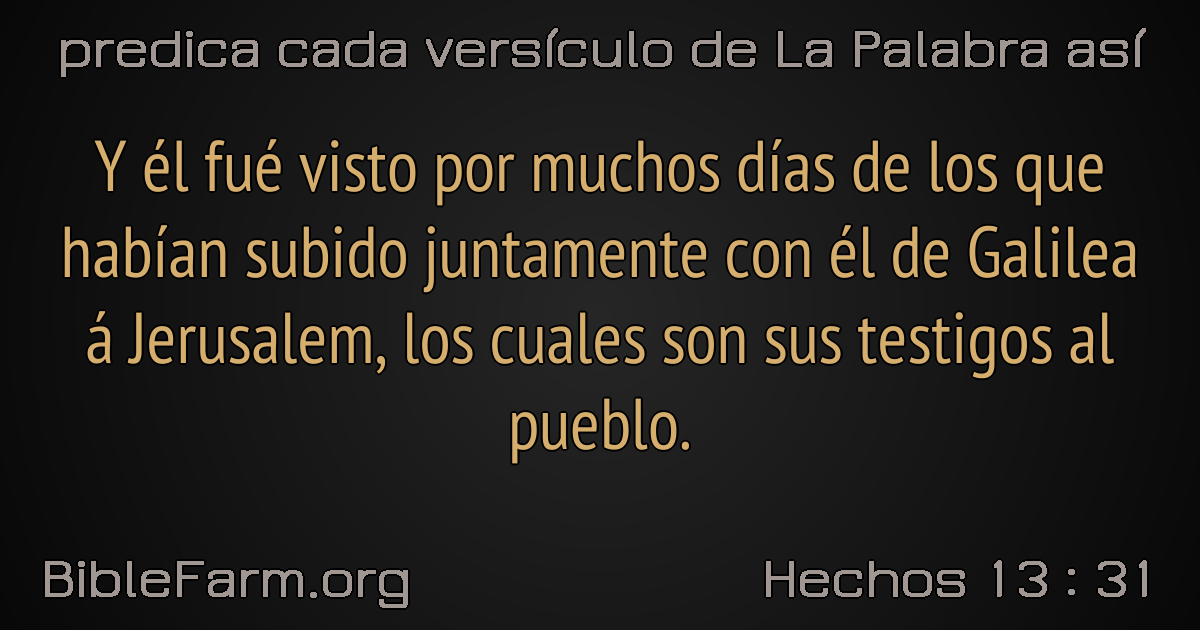 predica cada versículo de La Palabra así
Y él fué visto por muchos días de los que
habían subido juntamente con él de Galilea
á Jerusalem, los cuales son sus testigos al
pueblo.
BibleFarm.org
Hechos 13 : 31